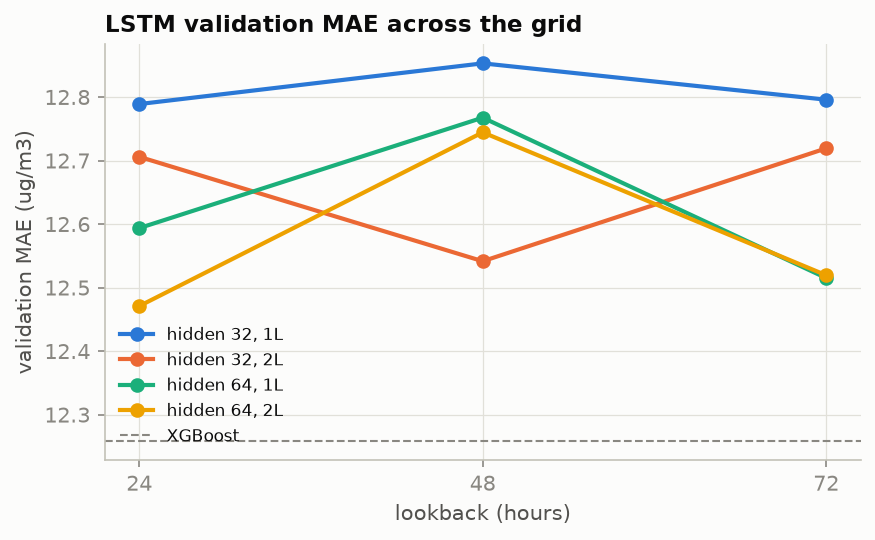 LSTM validation MAE across the grid
validation MAE (ug/m3)
12.8
12.7
12.6
12.5
12.4
12.3
hidden 32, 1L
hidden 32, 2L
hidden 64, 1L
hidden 64, 2L
XGBoost
24
48
72
lookback (hours)